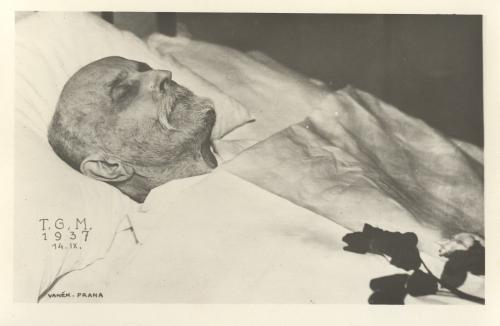 T. G. M.
1937
14. IX.
VANĚK - PRAHA